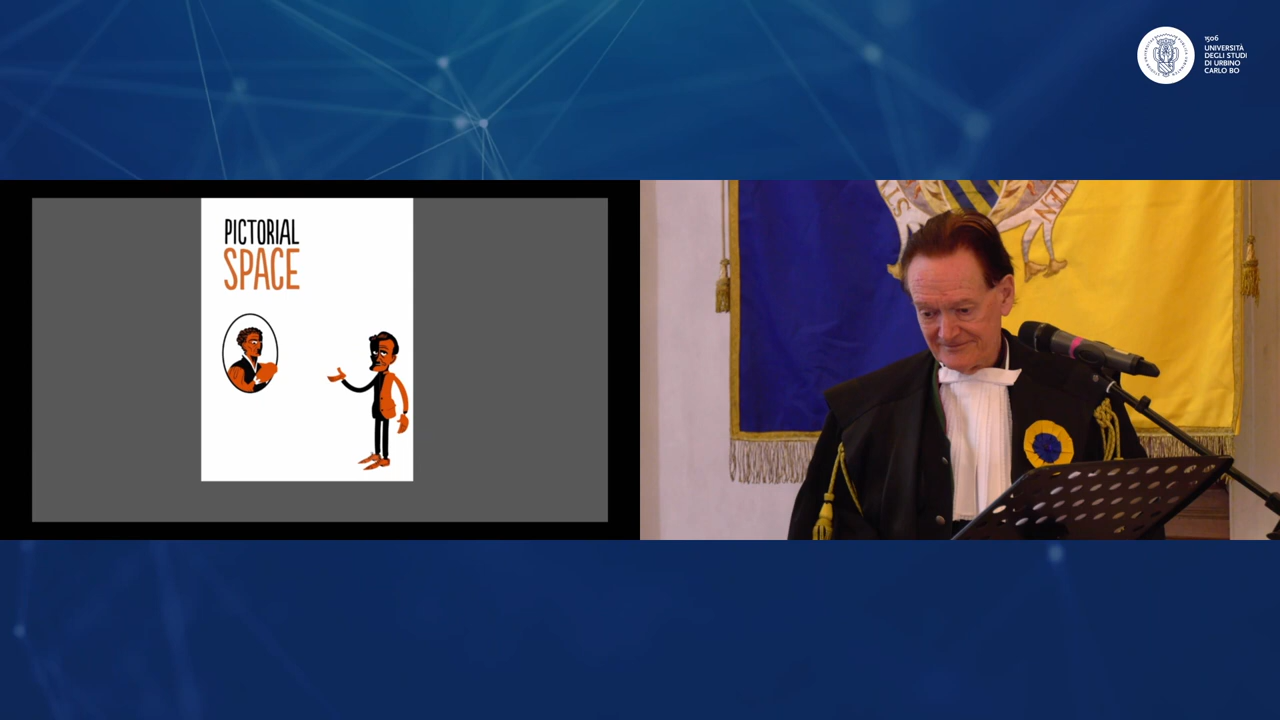 1506
UNIVERSITÀ
DEGLI STUDI
DI URBINO
CARLO BO
PICTORIAL
SPACE